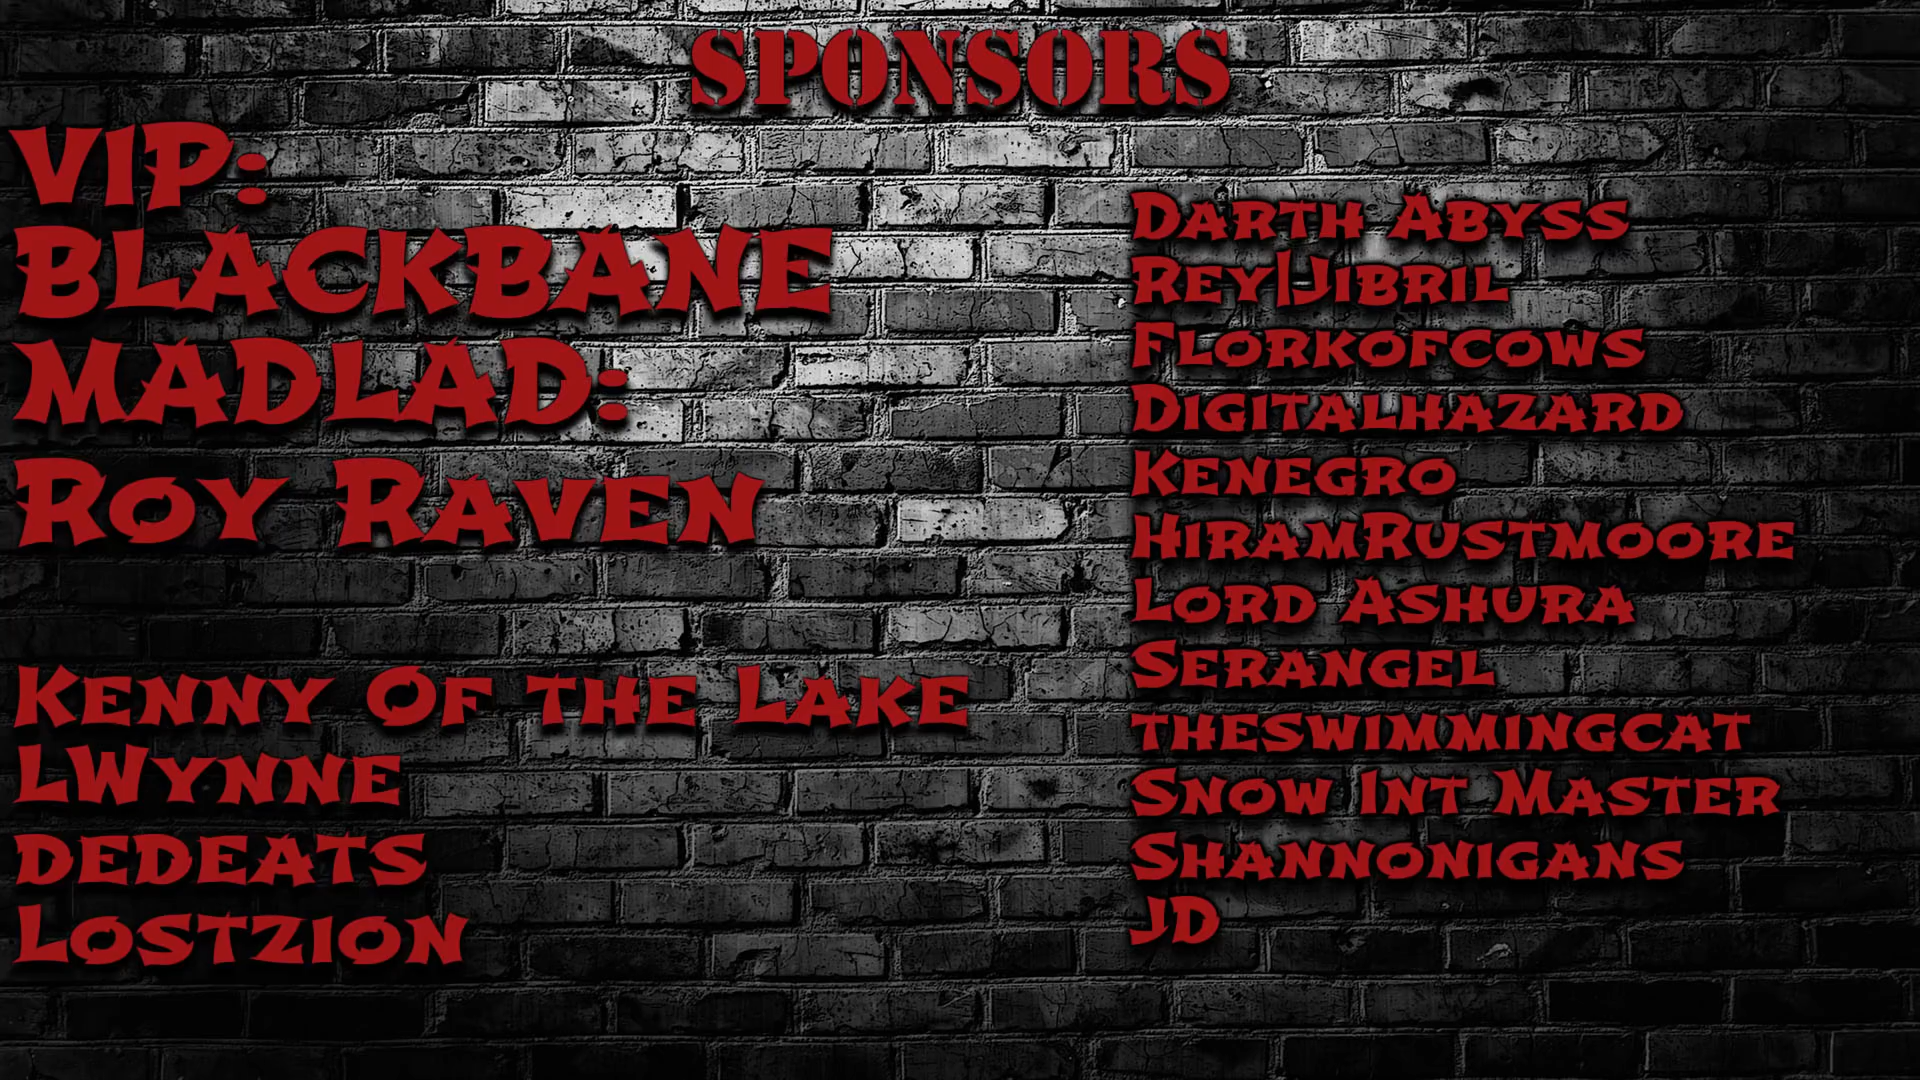 SPONSORS
VIP:
BLACKBANE
MADLAD:
Roy Raven
Kenny Of the Lake
LWynne
dedeats
Lostzion
Darth Abyss
Rey|Jibril
Florkofcows
Digitalhazard
Kenegro
HiramRustmoore
Lord Ashura
Serangel
theswimmingcat
Snow Int Master
Shannonigans
JD